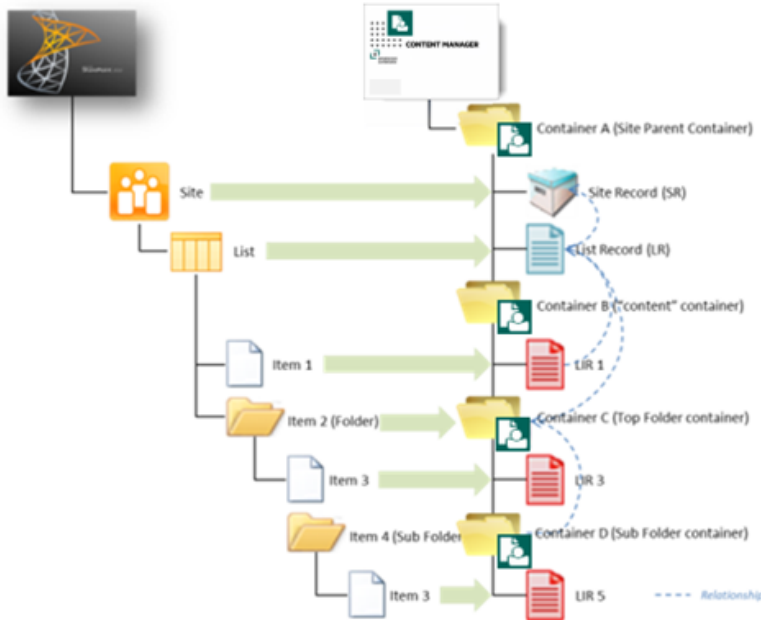 CONTENT MANAGER
Container A (Site Parent Container)
Site
Site Record (SR)
List
List Record (LR)
Container B ("content" container)
Item 1
LIR 1
Item 2 (Folder)
Container C (Top Folder container)
Item 3
LIR 3
Item 4 (Sub Folder
Container D (Sub Folder container)
Item 3
LIR 5
Relationship